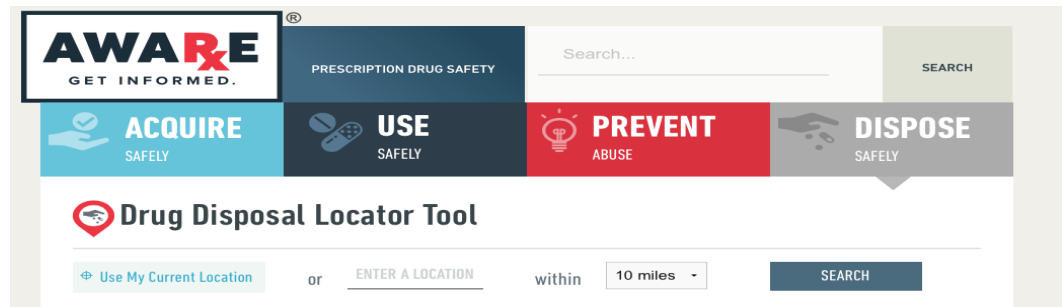 AWARxE
®
GET INFORMED.
PRESCRIPTION DRUG SAFETY
Search...
SEARCH
ACQUIRE
SAFELY
USE
SAFELY
PREVENT
ABUSE
DISPOSE
SAFELY
Drug Disposal Locator Tool
Use My Current Location
or
ENTER A LOCATION
within
10 miles
SEARCH